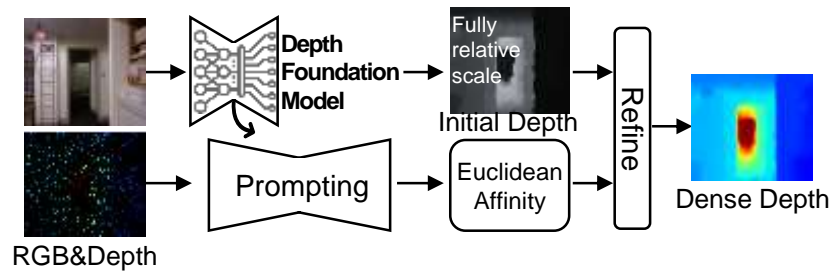 Depth
Foundation
Model
Fully
relative
scale
Initial Depth
Refine
Prompting
Euclidean
Affinity
Dense Depth
RGB&Depth